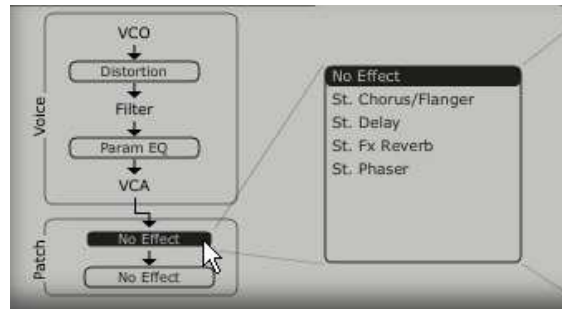 VCO
Distortion
Filter
Param EQ
VCA
Voice
No Effect
No Effect
Patch
No Effect
St. Chorus/Flanger
St. Delay
St. Fx Reverb
St. Phaser